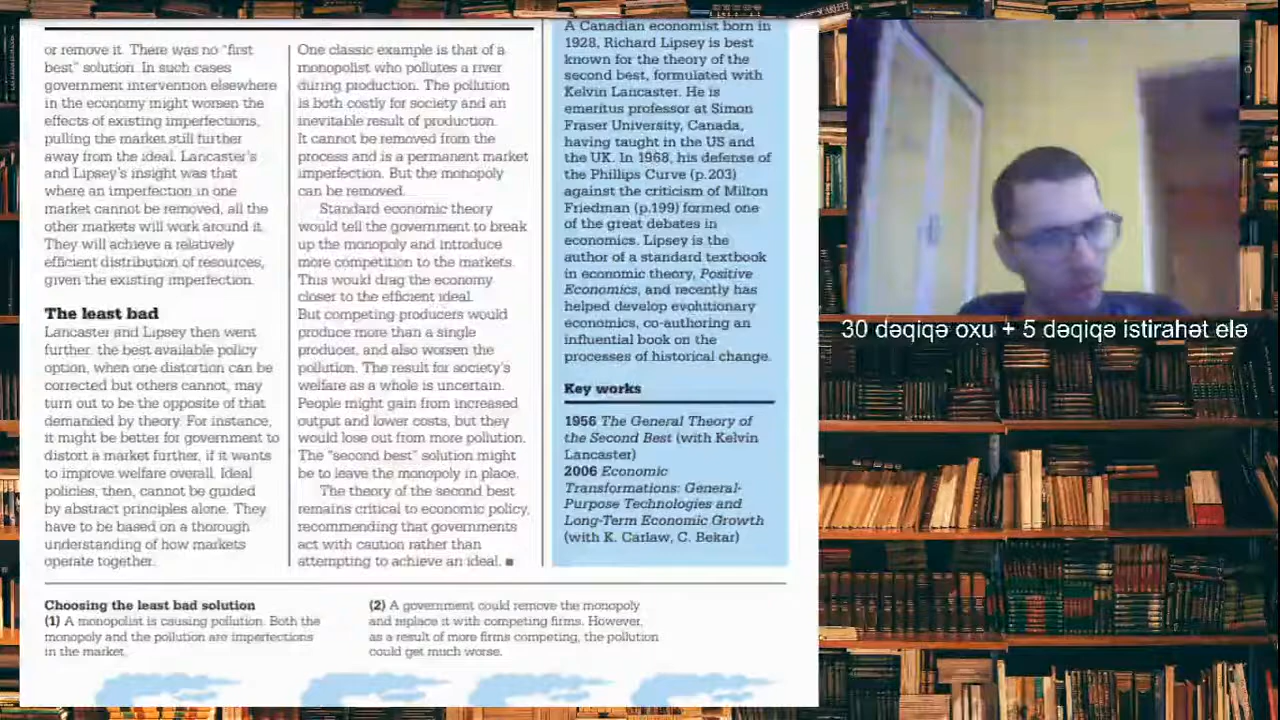 or remove it. There was no "first
best" solution. In such cases
government intervention elsewhere
in the economy might worsen the
effects of existing imperfections,
pulling the market still further
away from the ideal. Lancaster's
and Lipsey's insight was that
where an imperfection in one
market cannot be removed, all the
other markets will work around it.
They will achieve a relatively
efficient distribution of resources,
given the existing imperfection.
The least bad
Lancaster and Lipsey then went
further: the best available policy
option, when one distortion can be
corrected but others cannot, may
turn out to be the opposite of that
demanded by theory. For instance,
it might be better for government to
distort a market further, if it wants
to improve welfare overall. Ideal
policies, then, cannot be guided
by abstract principles alone. They
have to be based on a thorough
understanding of how markets
operate together.
One classic example is that of a
monopolist who pollutes a river
during production. The pollution
is both costly for society and an
inevitable result of production.
It cannot be removed from the
process and is a permanent market
imperfection. But the monopoly
can be removed.
Standard economic theory
would tell the government to break
up the monopoly and introduce
more competition to the markets.
This would drag the economy
closer to the efficient ideal.
But competing producers would
produce more than a single
producer, and also worsen the
pollution. The result for society's
welfare as a whole is uncertain.
People might gain from increased
output and lower costs, but they
would lose out from more pollution.
The "second best" solution might
be to leave the monopoly in place.
The theory of the second best
remains critical to economic policy,
recommending that governments
act with caution rather than
attempting to achieve an ideal. ■
A Canadian economist born in
1928, Richard Lipsey is best
known for the theory of the
second best, formulated with
Kelvin Lancaster. He is
emeritus professor at Simon
Fraser University, Canada,
having taught in the US and
the UK. In 1968, his defense of
the Phillips Curve (p.203)
against the criticism of Milton
Friedman (p.199) formed one
of the great debates in
economics. Lipsey is the
author of a standard textbook
in economic theory, Positive
Economics, and recently has
helped develop evolutionary
economics, co-authoring an
influential book on the
processes of historical change.
Key works
1956 The General Theory of
the Second Best (with Kelvin
Lancaster)
2006 Economic
Transformations: General-
Purpose Technologies and
Long-Term Economic Growth
(with K. Carlaw, C. Bekar)
Choosing the least bad solution
(1) A monopolist is causing pollution. Both the
monopoly and the pollution are imperfections
in the market.
(2) A government could remove the monopoly
and replace it with competing firms. However,
as a result of more firms competing, the pollution
could get much worse.
30 dəqiqə oxu + 5 dəqiqə istirahət elə